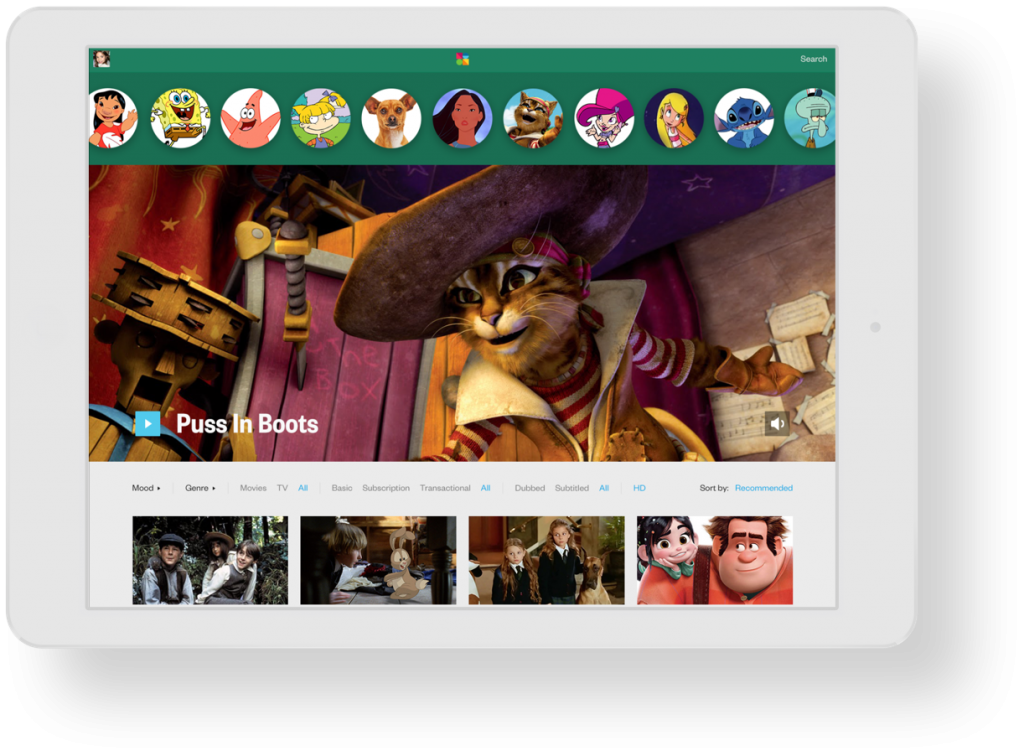 Search
The
Box
Puss In Boots
Mood Genre Movies TV All Basic Subscription Transactional All Dubbed Subtitled All HD Sort by: Recommended